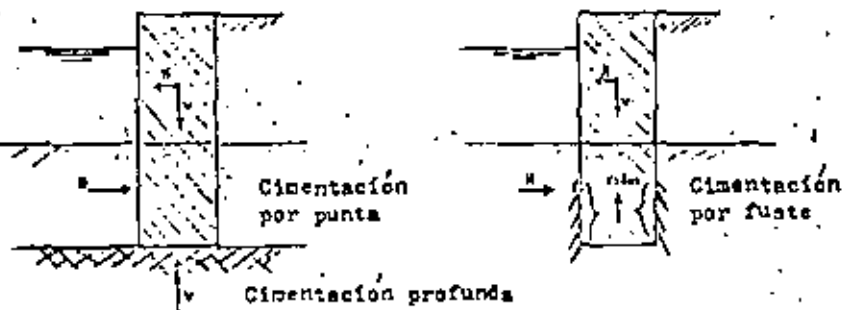 H
v
H
Cimentación
por punta
v
Cimentación profunda
H
v
H
Cimentación
por fuste